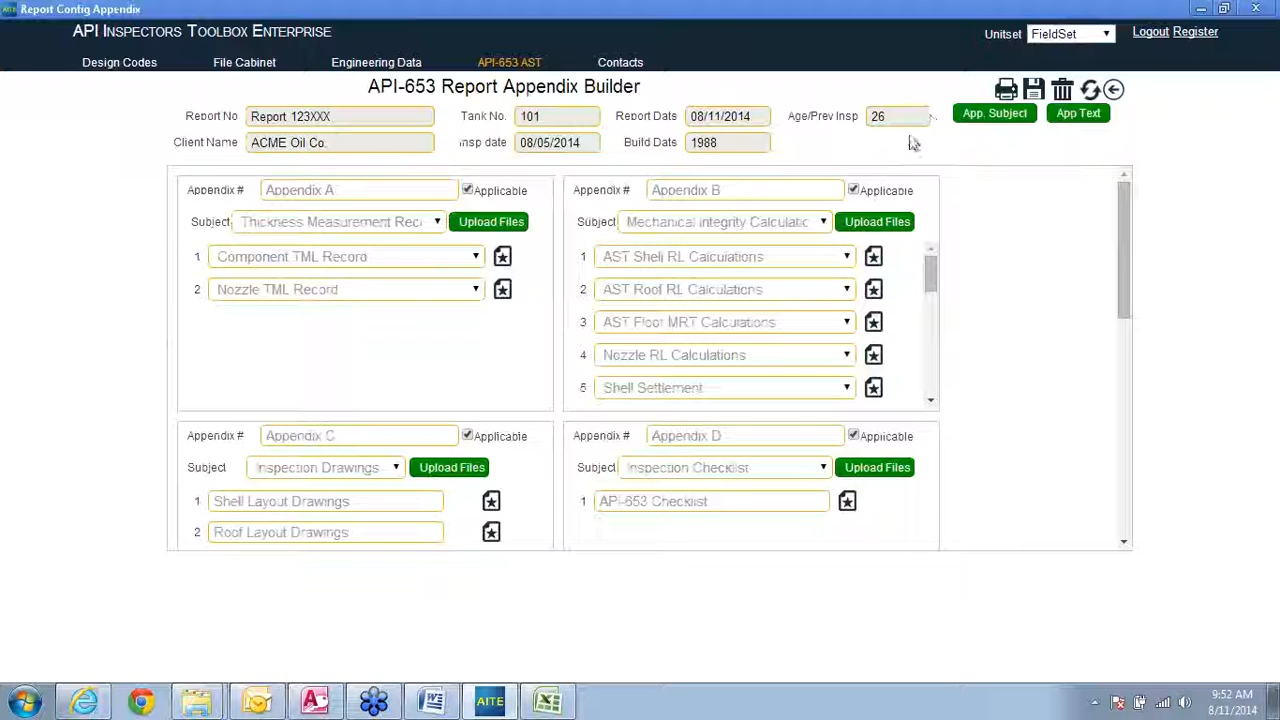 Report Config Appendix
API INSPECTORS TOOLBOX ENTERPRISE
Unitset FieldSet Logout Register
Design Codes File Cabinet Engineering Data API-653 AST Contacts
API-653 Report Appendix Builder
Report No Report 123XXX Tank No. 101 Report Date 08/11/2014 Age/Prev Insp 26 App. Subject App Text
Client Name ACME Oil Co. Insp date 08/05/2014 Build Date 1988
Appendix # Appendix A Applicable Appendix # Appendix B Applicable
Subject Thickness Measurement Rec Upload Files Subject Mechanical Integrity Calculatic Upload Files
1 Component TML Record 1 AST Shell RL Calculations
2 Nozzle TML Record 2 AST Roof RL Calculations
3 AST Floor MRT Calculations
4 Nozzle RL Calculations
5 Shell Settlement
Appendix # Appendix C Applicable Appendix # Appendix D Applicable
Subject Inspection Drawings Upload Files Subject Inspection Checklist Upload Files
1 Shell Layout Drawings 1 API-653 Checklist
2 Roof Layout Drawings
AITE
9:52 AM
8/11/2014